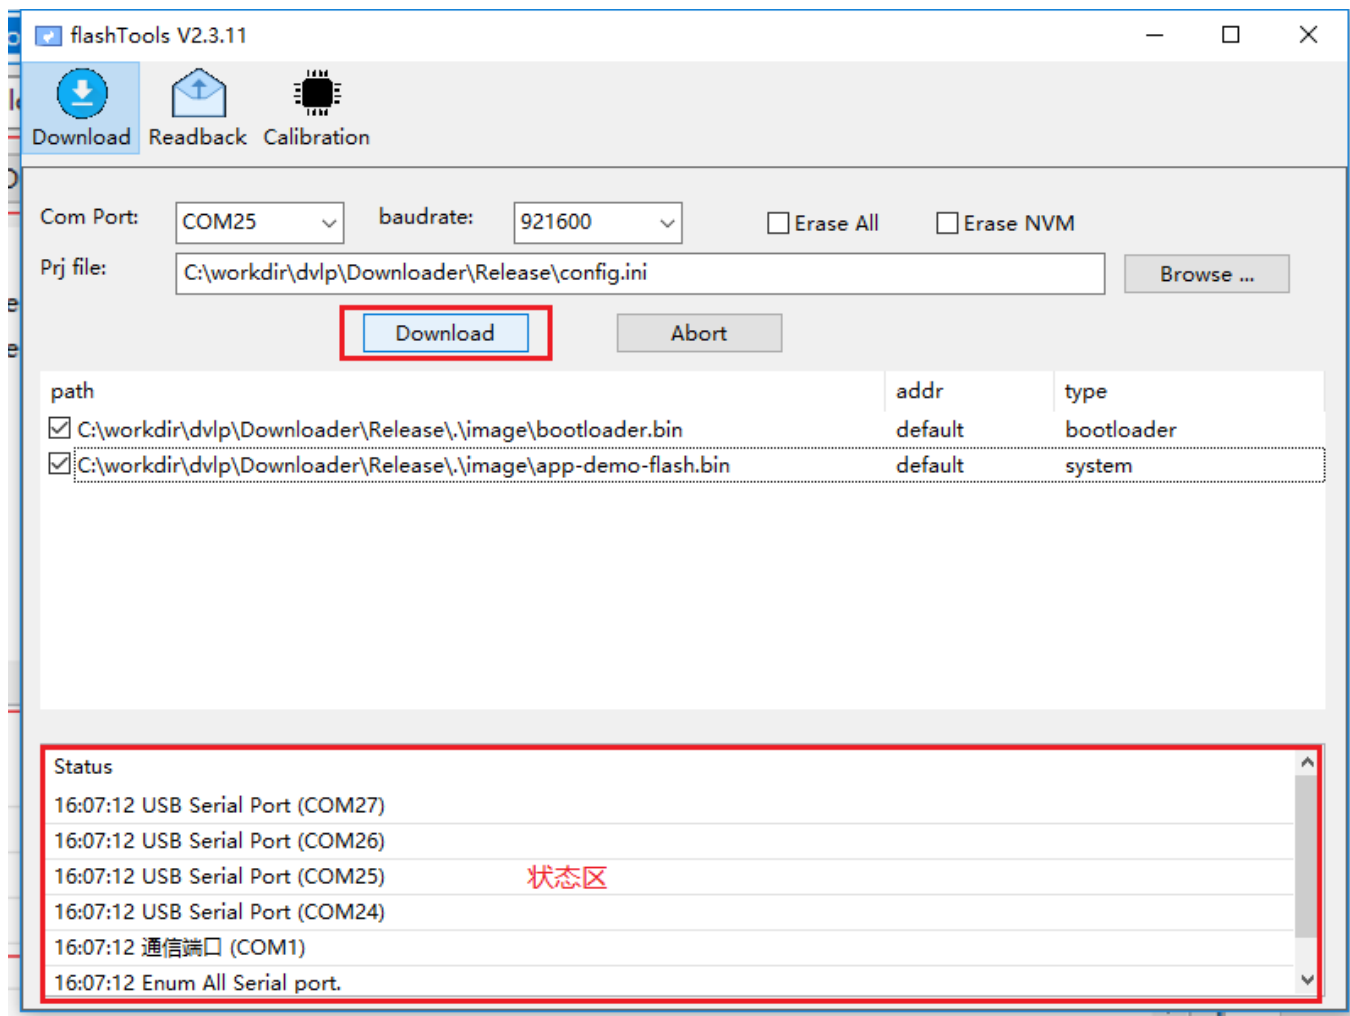 flashTools V2.3.11
Download Readback Calibration
Com Port: COM25 baudrate: 921600 Erase All Erase NVM
Prj file: C:\workdir\dvlp\Downloader\Release\config.ini Browse ...
Download Abort
path addr type
C:\workdir\dvlp\Downloader\Release\.\image\bootloader.bin default bootloader
C:\workdir\dvlp\Downloader\Release\.\image\app-demo-flash.bin default system
Status
16:07:12 USB Serial Port (COM27)
16:07:12 USB Serial Port (COM26)
16:07:12 USB Serial Port (COM25) 状态区
16:07:12 USB Serial Port (COM24)
16:07:12 通信端口 (COM1)
16:07:12 Enum All Serial port.